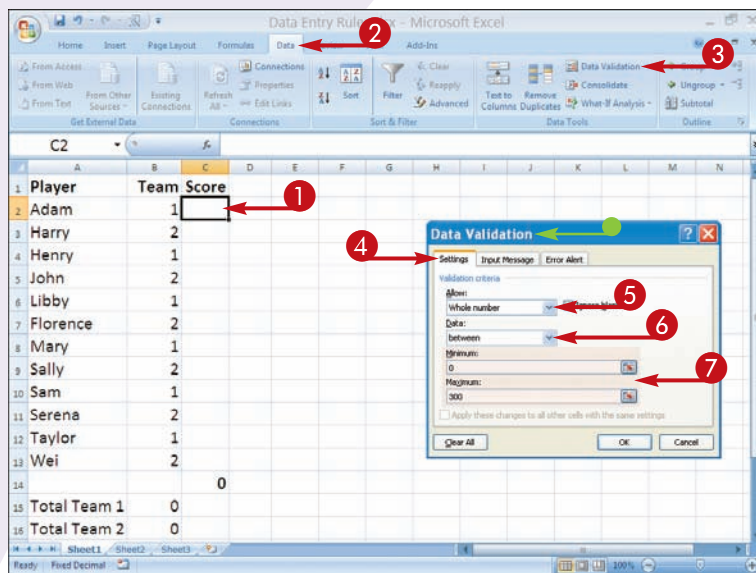 Data Entry Rule x - Microsoft Excel
2
Home Insert Page Layout Formulas Data Add-Ins
3
From Access
From Web
From Text
From Other Sources
Existing Connections
Get External Data
Refresh All
Connections
Properties
Edit Links
Connections
Sort
Filter
Clear
Reapply
Advanced
Sort & Filter
Text to Columns
Remove Duplicates
Data Validation
Consolidate
What-If Analysis
Data Tools
Group
Ungroup
Subtotal
Outline
C2 fx
A B C D E F G H I J K L M N
1 Player Team Score
2 Adam 1
1
3 Harry 2
4 Henry 1
5 John 2
6 Libby 1
7 Florence 2
8 Mary 1
9 Sally 2
10 Sam 1
11 Serena 2
12 Taylor 1
13 Wei 2
14 0
15 Total Team 1 0
16 Total Team 2 0
Data Validation ?
4
Settings Input Message Error Alert
Validation criteria
Allow:
Whole number
5
Data:
between
6
Minimum:
0
7
Maximum:
300
Apply these changes to all other cells with the same settings
Clear All OK Cancel
Sheet1 Sheet2 Sheet3
Ready Fixed Decimal 100%